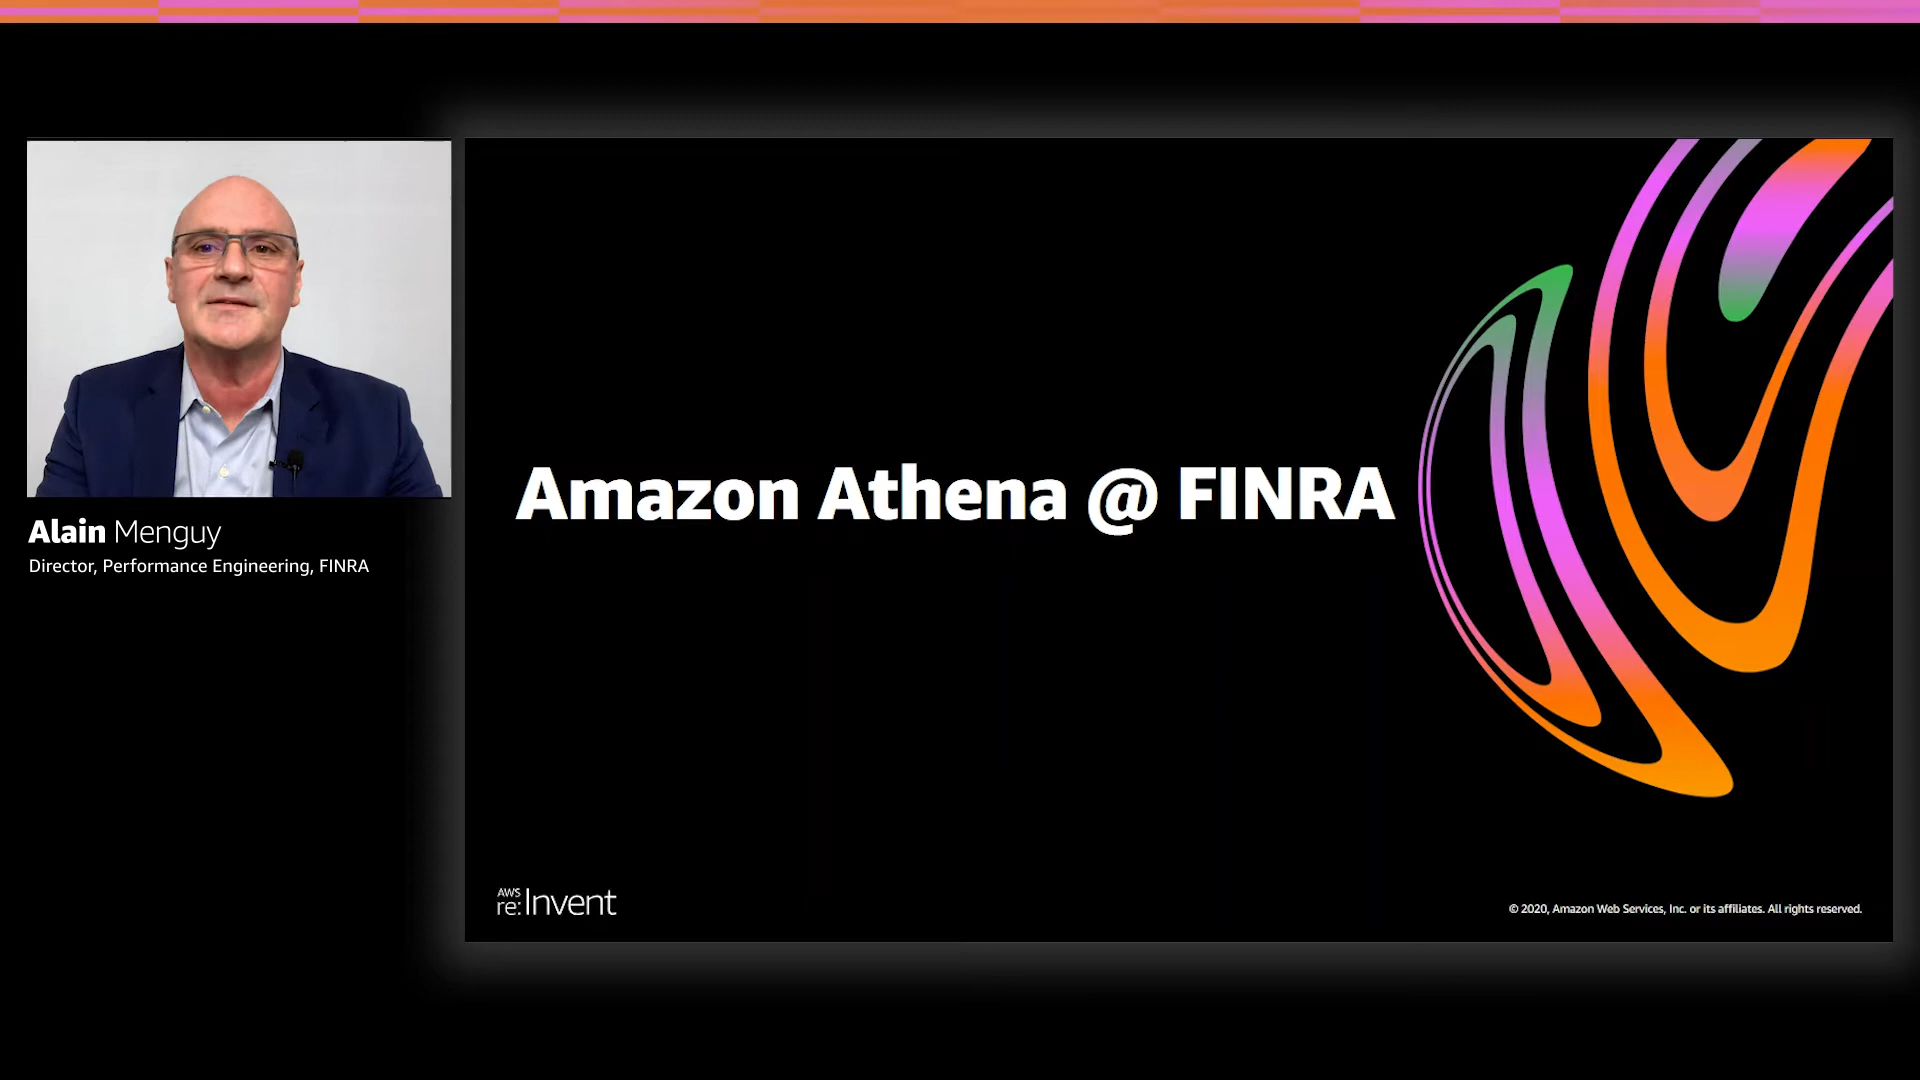 Alain Menguy
Director, Performance Engineering, FINRA
Amazon Athena @ FINRA
AWS
re:Invent
© 2020, Amazon Web Services, Inc. or its affiliates. All rights reserved.